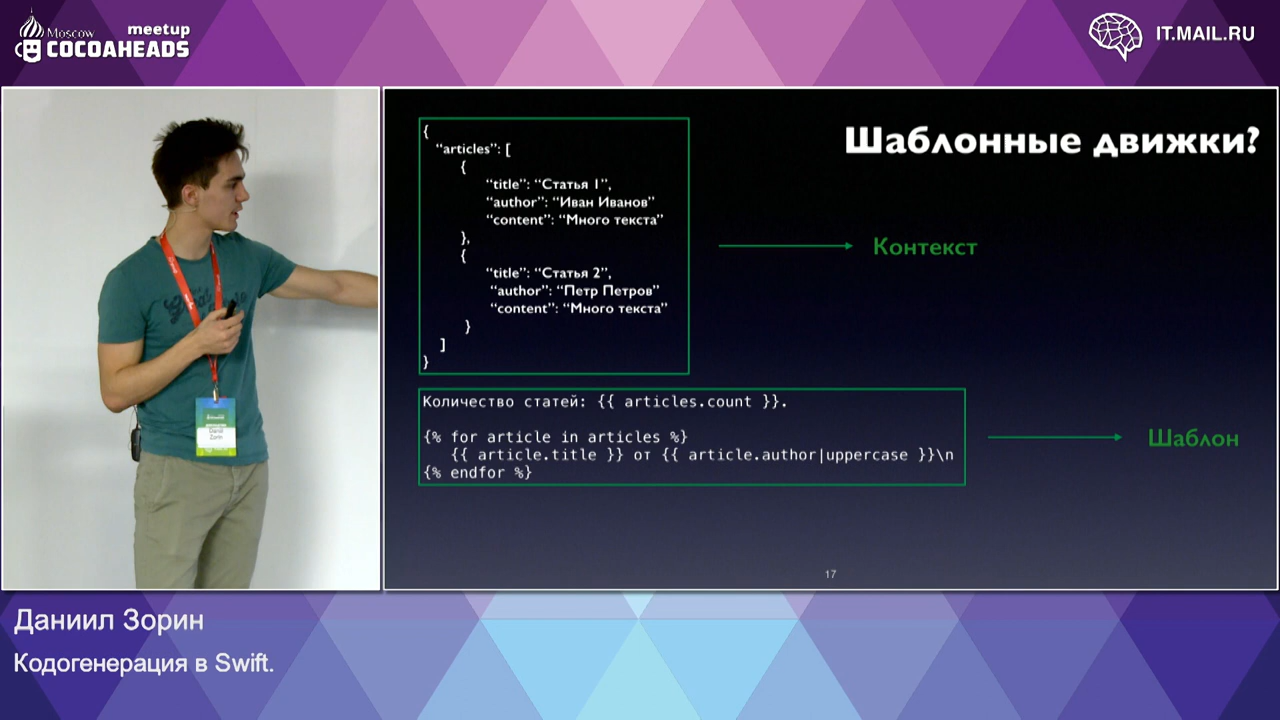 Moscow
meetup
COCOAHEADS
IT.MAIL.RU
Шаблонные движки?
{
“articles”: [
{
“title”: “Статья 1”,
“author”: “Иван Иванов”
“content”: “Много текста”
},
{
“title”: “Статья 2”,
“author”: “Петр Петров”
“content”: “Много текста”
}
]
}
Контекст
Количество статей: {{ articles.count }}.
{% for article in articles %}
{{ article.title }} от {{ article.author|uppercase }}\n
{% endfor %}
Шаблон
17
Daniil
Zorin
Даниил Зорин
Кодогенерация в Swift.